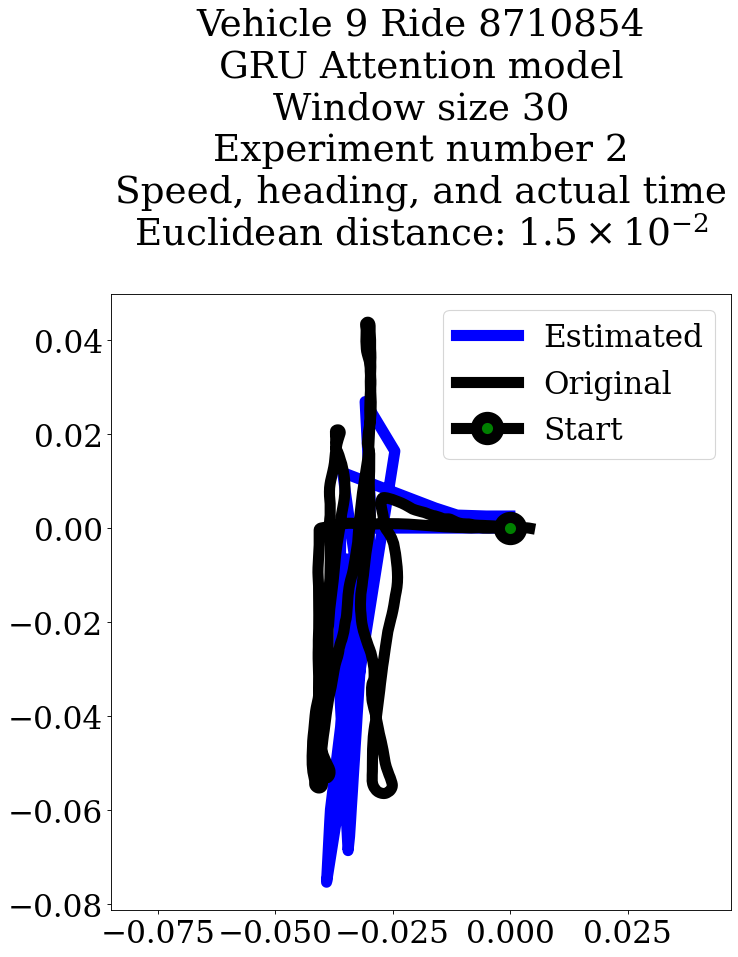 Vehicle 9 Ride 8710854
GRU Attention model
Window size 30
Experiment number 2
Speed, heading, and actual time
Euclidean distance: 1.5 × 10⁻²
Estimated
Original
Start
0.04
0.02
0.00
−0.02
−0.04
−0.06
−0.08
−0.075 −0.050 −0.025 0.000 0.025